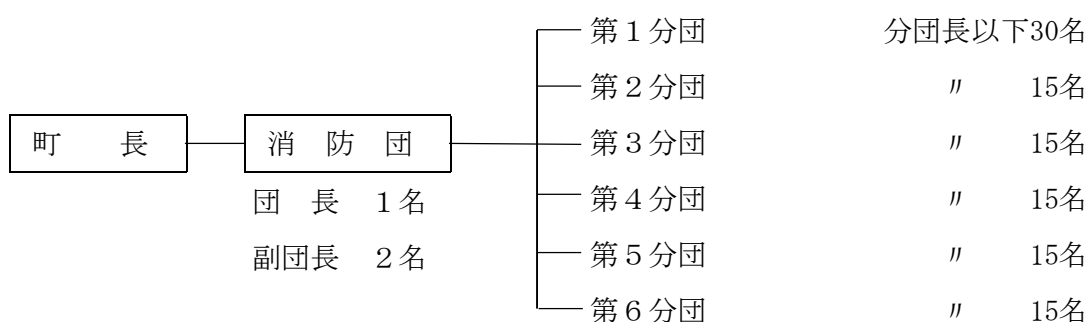 第１分団　分団長以下30名
第２分団　〃　15名
町　長　消　防　団　第３分団　〃　15名
団　長　１名　第４分団　〃　15名
副団長　２名　第５分団　〃　15名
第６分団　〃　15名